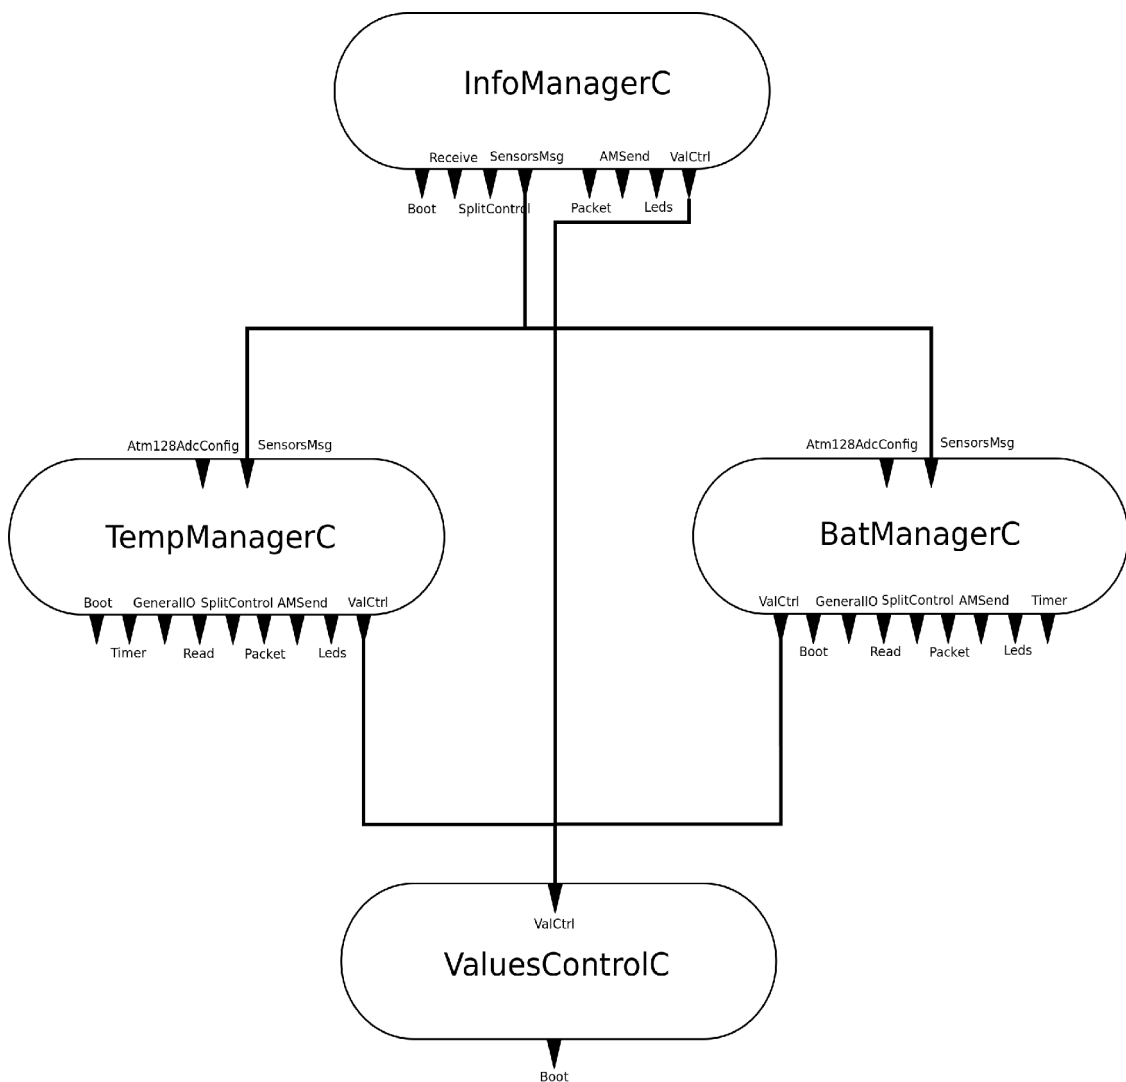 InfoManagerC
Receive SensorsMsg AMSend ValCtrl
Boot SplitControl Packet Leds
Atm128AdcConfig SensorsMsg
TempManagerC
Boot GeneralIO SplitControl AMSend ValCtrl
Timer Read Packet Leds
Atm128AdcConfig SensorsMsg
BatManagerC
ValCtrl GeneralIO SplitControl AMSend Timer
Boot Read Packet Leds
ValCtrl
ValuesControlC
Boot